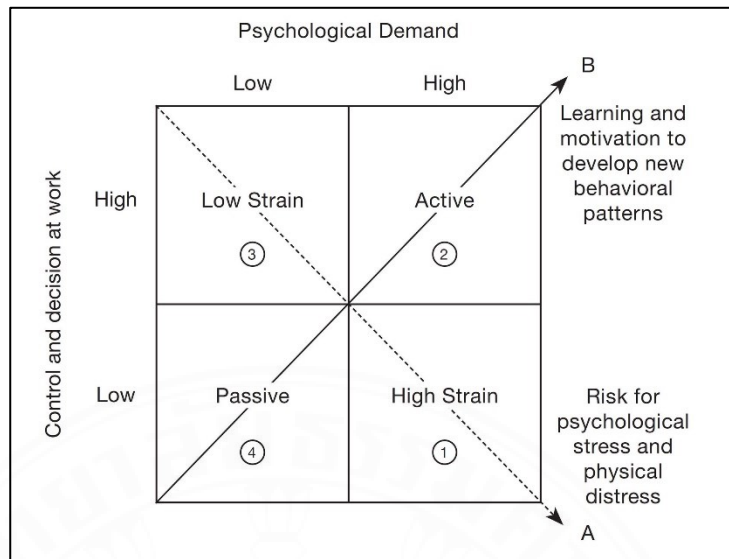 Psychological Demand
Low
High
B
Learning and
motivation to
develop new
behavioral
patterns
Control and decision at work
High
Low Strain
Active
3
2
Low
Passive
High Strain
4
1
Risk for
psychological
stress and
physical
distress
A